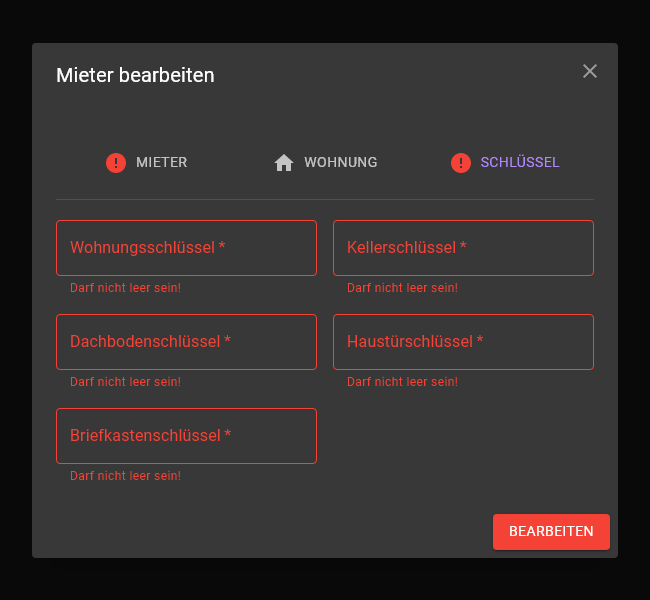 Mieter bearbeiten
MIETER WOHNUNG SCHLÜSSEL
Wohnungsschlüssel * Kellerschlüssel *
Darf nicht leer sein! Darf nicht leer sein!
Dachbodenschlüssel * Haustürschlüssel *
Darf nicht leer sein! Darf nicht leer sein!
Briefkastenschlüssel *
Darf nicht leer sein!
BEARBEITEN